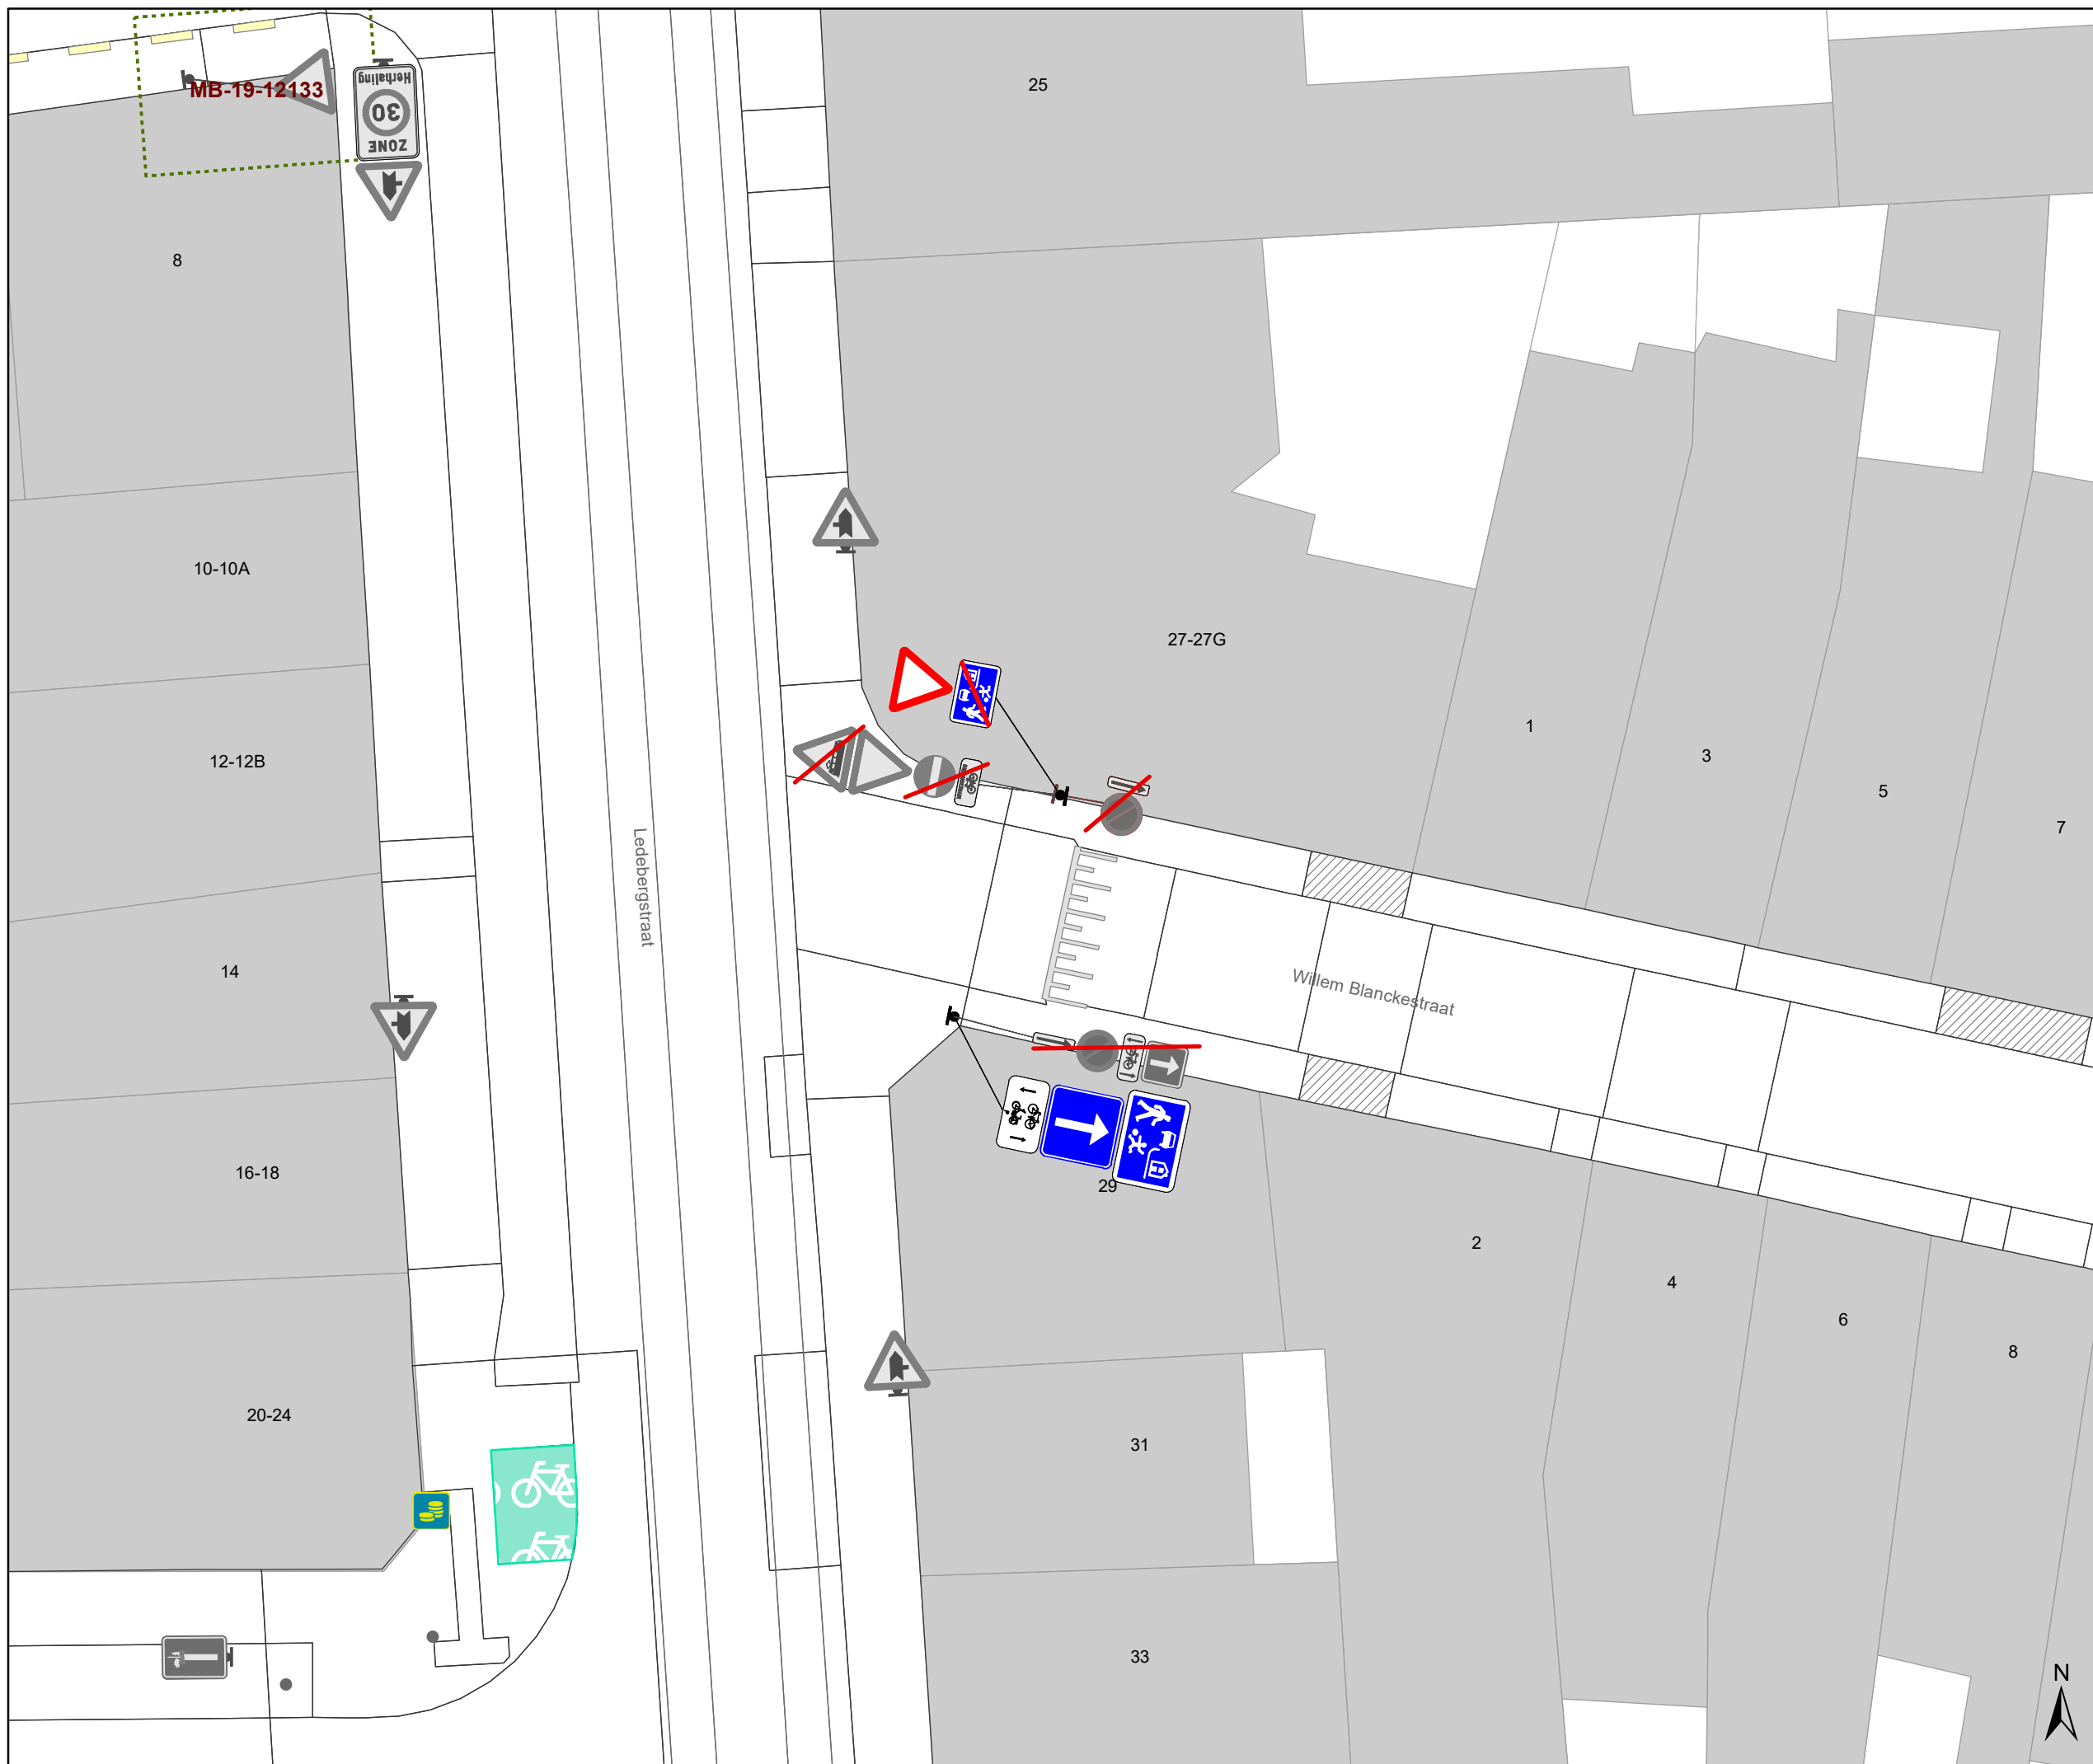 Herhaling
30
ZONE
MB-19-12133
25
8
10-10A
27-27G
12-12B
1
3
5
7
Ledebergstraat
14
Willem Blanckestraat
16-18
29
2
4
6
8
20-24
31
33
N